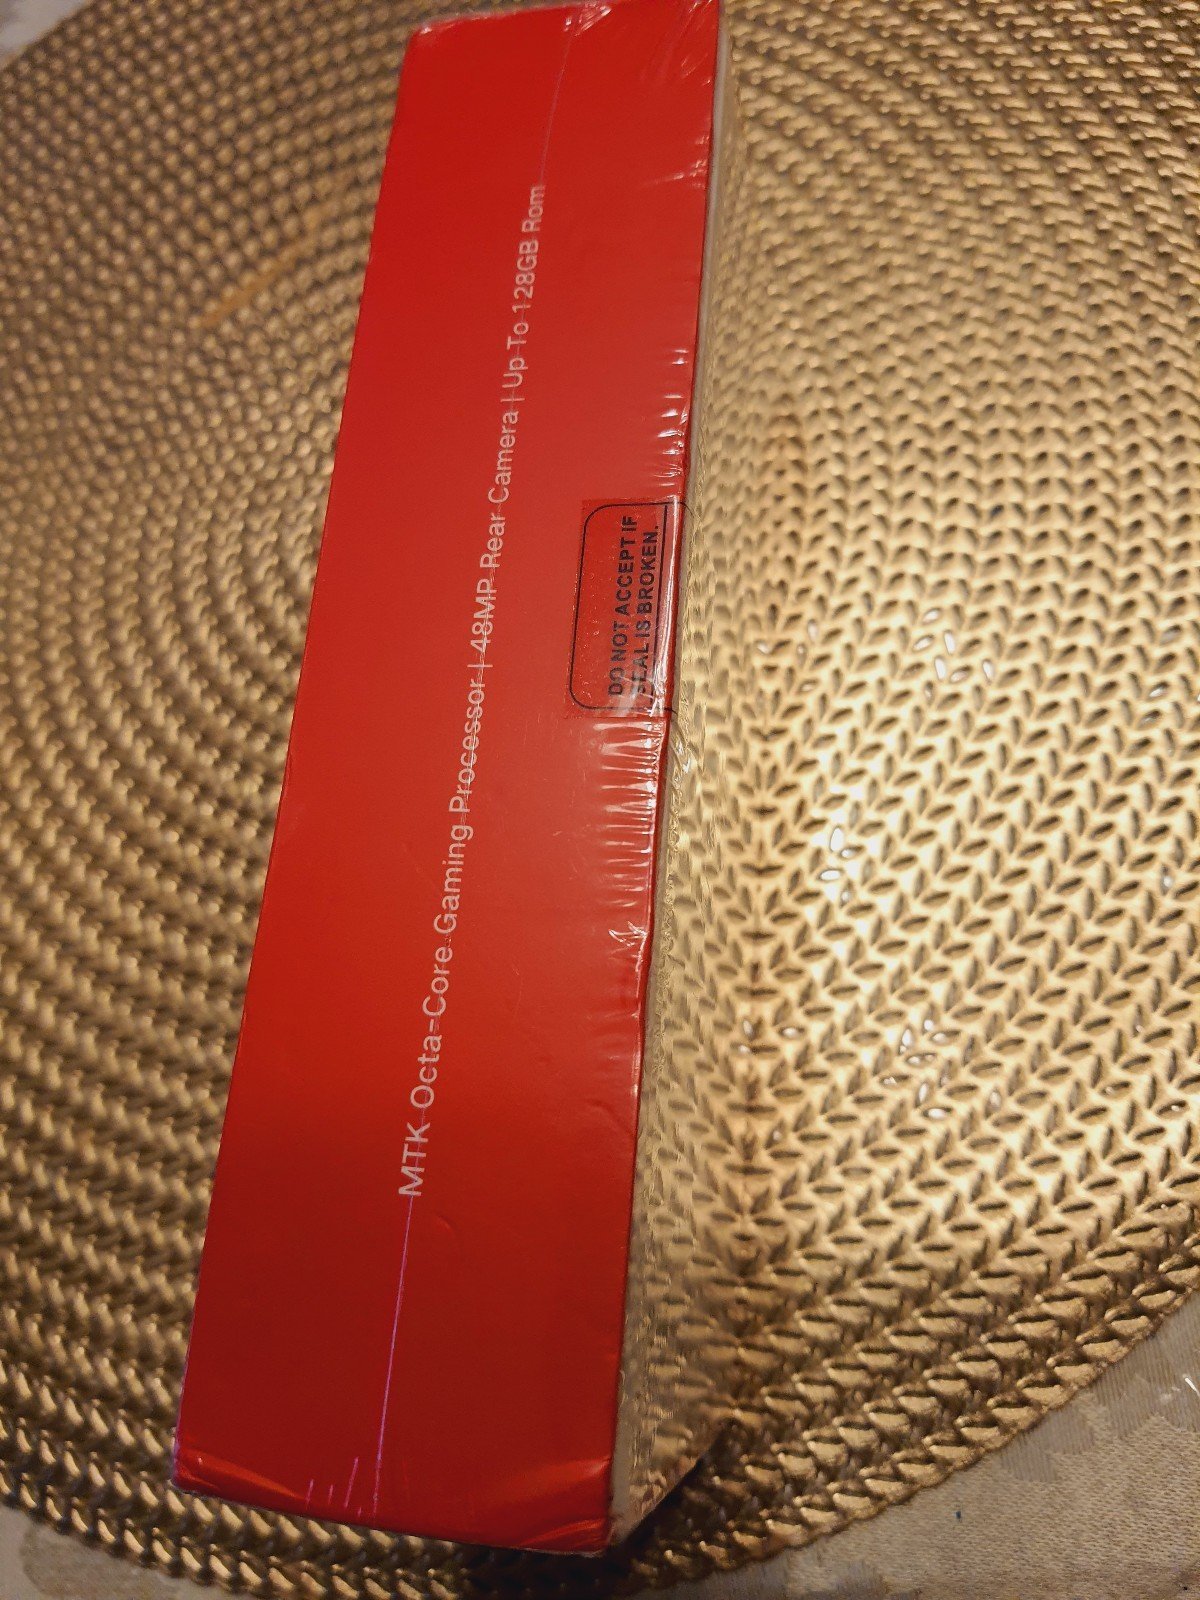 MTK Octa-Core Gaming Processor | 48MP Rear Camera | Up To 128GB Rom
DO NOT ACCEPT IF
SEAL IS BROKEN.